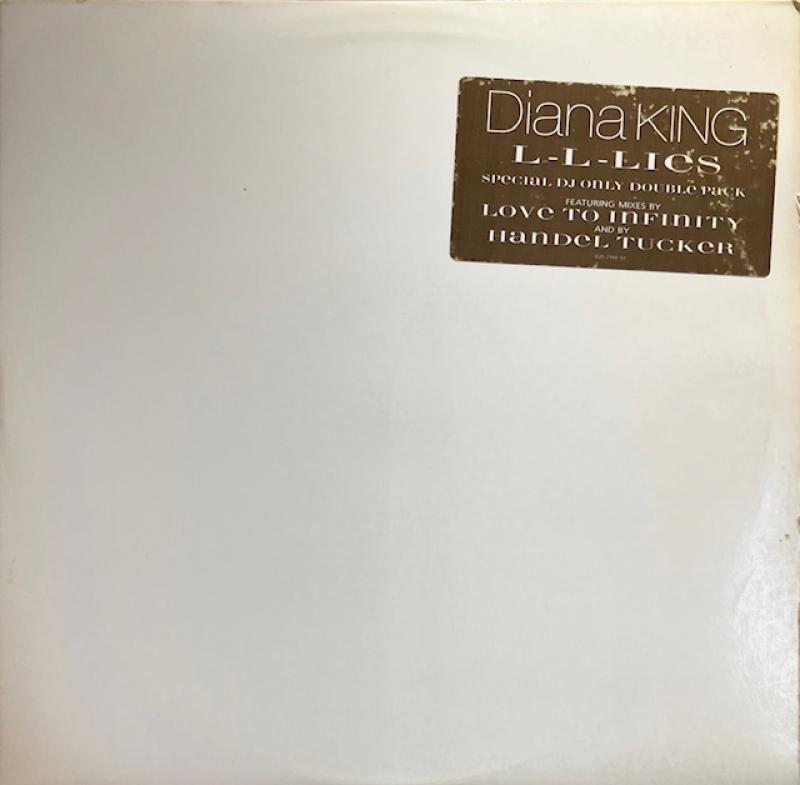 Diana KING
L-L-LIES
SPECIAL DJ ONLY DOUBLE PACK
FEATURING MIXES BY
LOVE TO INFINITY
AND BY
HANDEL TUCKER